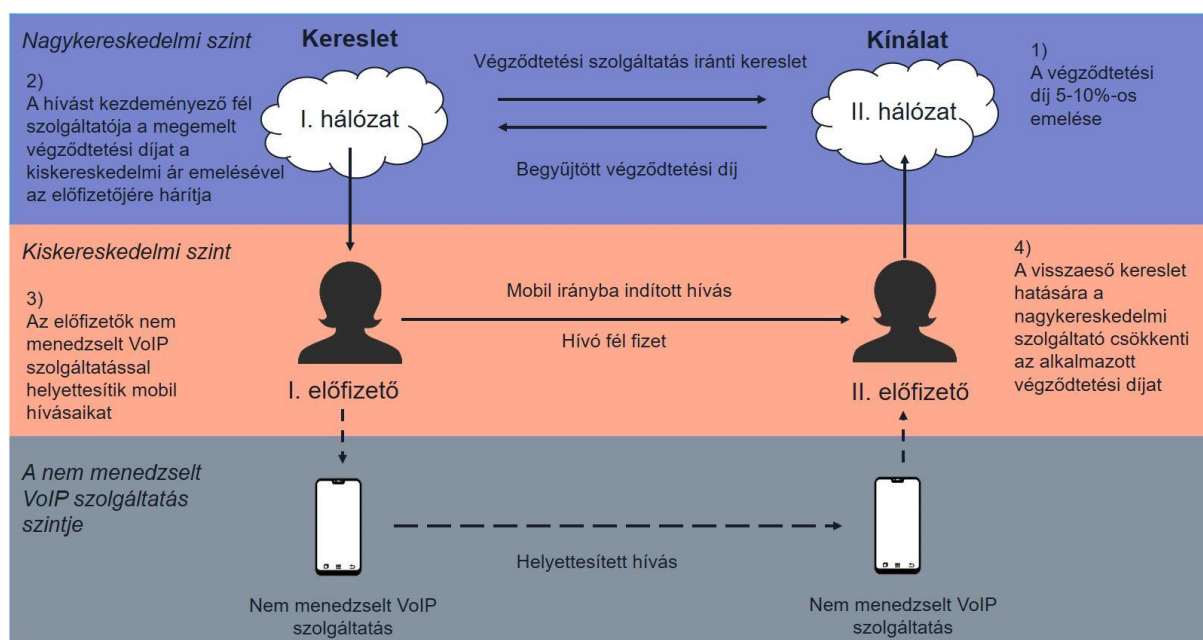 Nagykereskedelmi szint
Kereslet
Kínálat
2)
A hívást kezdeményező fél
szolgáltatója a megemelt
végződtetési díjat a
kiskereskedelmi ár emelésével
az előfizetőjére hárítja
I. hálózat
Végződtetési szolgáltatás iránti kereslet
Begyűjtött végződtetési díj
II. hálózat
1)
A végződtetési
díj 5-10%-os
emelése
Kiskereskedelmi szint
3)
Az előfizetők nem
menedzselt VoIP
szolgáltatással
helyettesítik mobil
hívásaikat
I. előfizető
Mobil irányba indított hívás
Hívó fél fizet
II. előfizető
4)
A visszaeső kereslet
hatására a
nagykereskedelmi
szolgáltató csökkenti
az alkalmazott
végződtetési díjat
A nem menedzselt
VoIP szolgáltatás
szintje
Helyettesített hívás
Nem menedzselt VoIP
szolgáltatás
Nem menedzselt VoIP
szolgáltatás